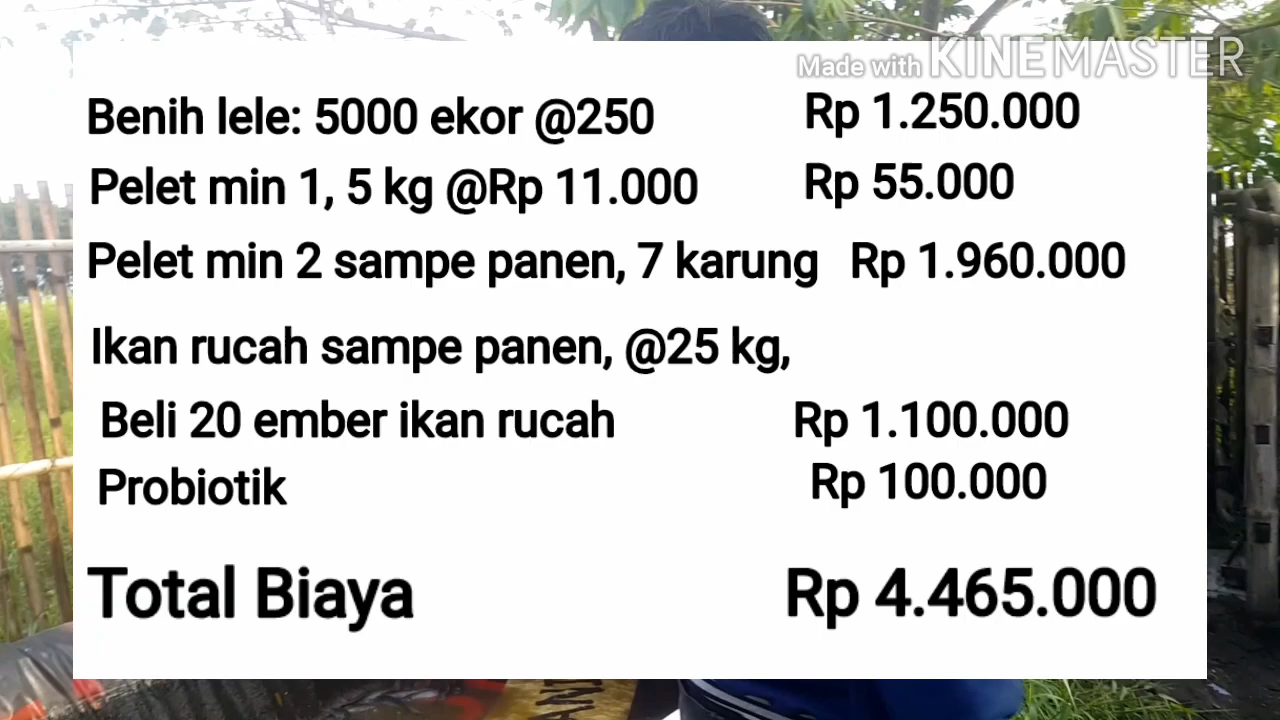 Made with KINEMASTER
Benih lele: 5000 ekor @250 Rp 1.250.000
Pelet min 1, 5 kg @Rp 11.000 Rp 55.000
Pelet min 2 sampe panen, 7 karung Rp 1.960.000
Ikan rucah sampe panen, @25 kg,
Beli 20 ember ikan rucah Rp 1.100.000
Probiotik Rp 100.000
Total Biaya Rp 4.465.000